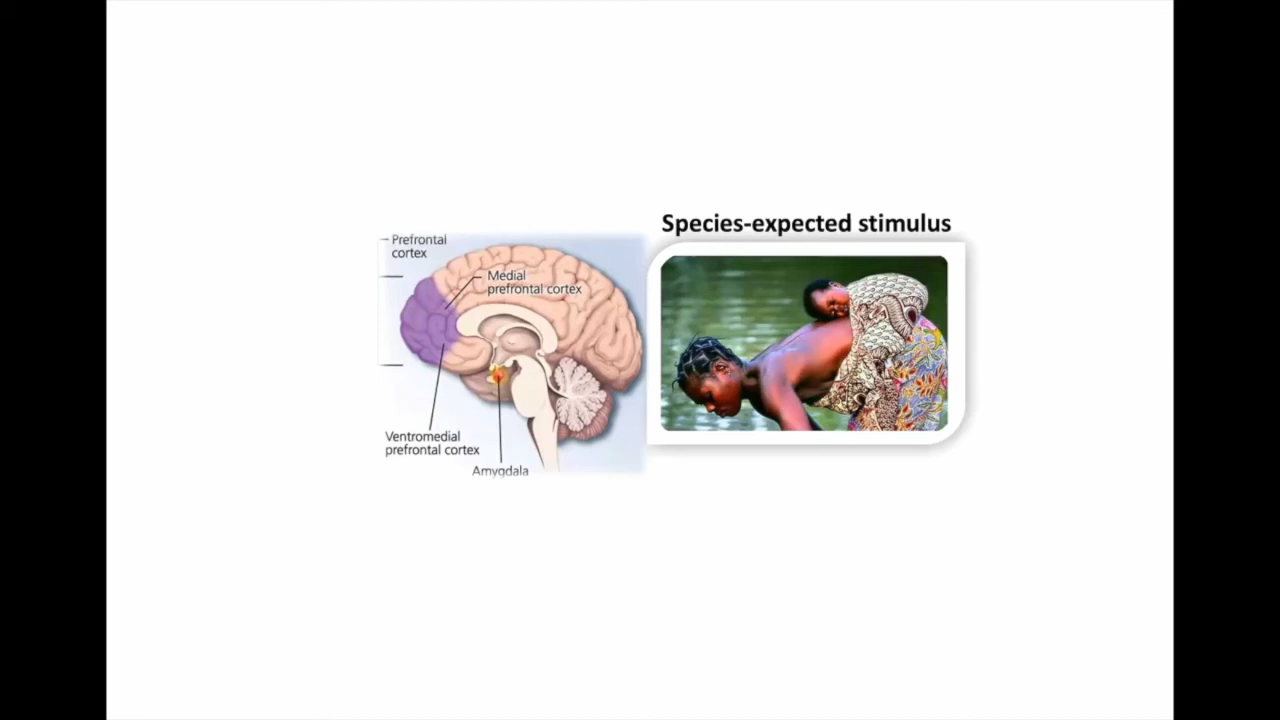 Species-expected stimulus
Prefrontal
cortex
Medial
prefrontal cortex
Ventromedial
prefrontal cortex
Amygdala